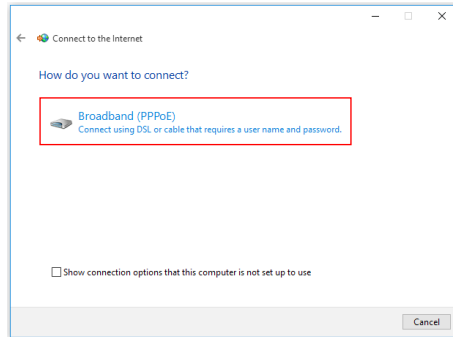 Connect to the Internet
How do you want to connect?
Broadband (PPPoE)
Connect using DSL or cable that requires a user name and password.
Show connection options that this computer is not set up to use
Cancel